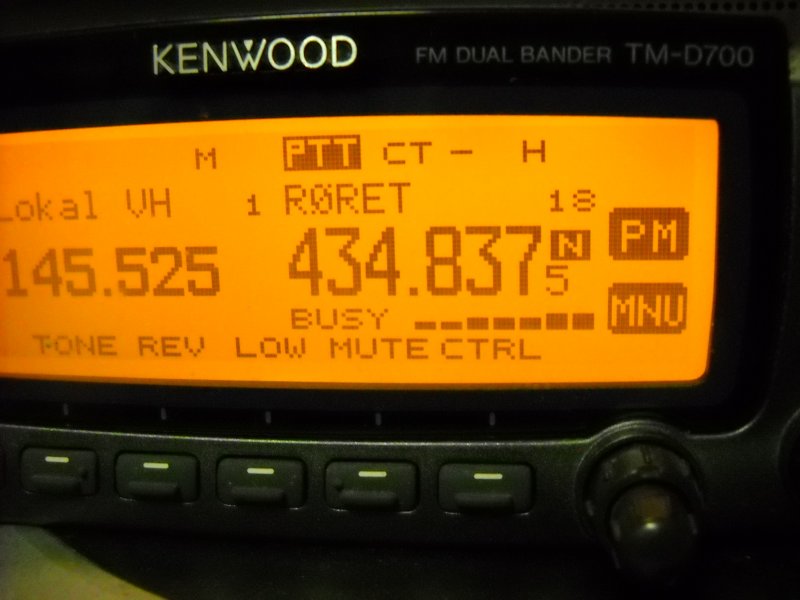 KENWOOD FM DUAL BANDER TM-D700
M PTT CT - H
Lokal VH 1 RØRET 18
145.525 434.837 5 N PM
BUSY MNU
TONE REV LOW MUTE CTRL